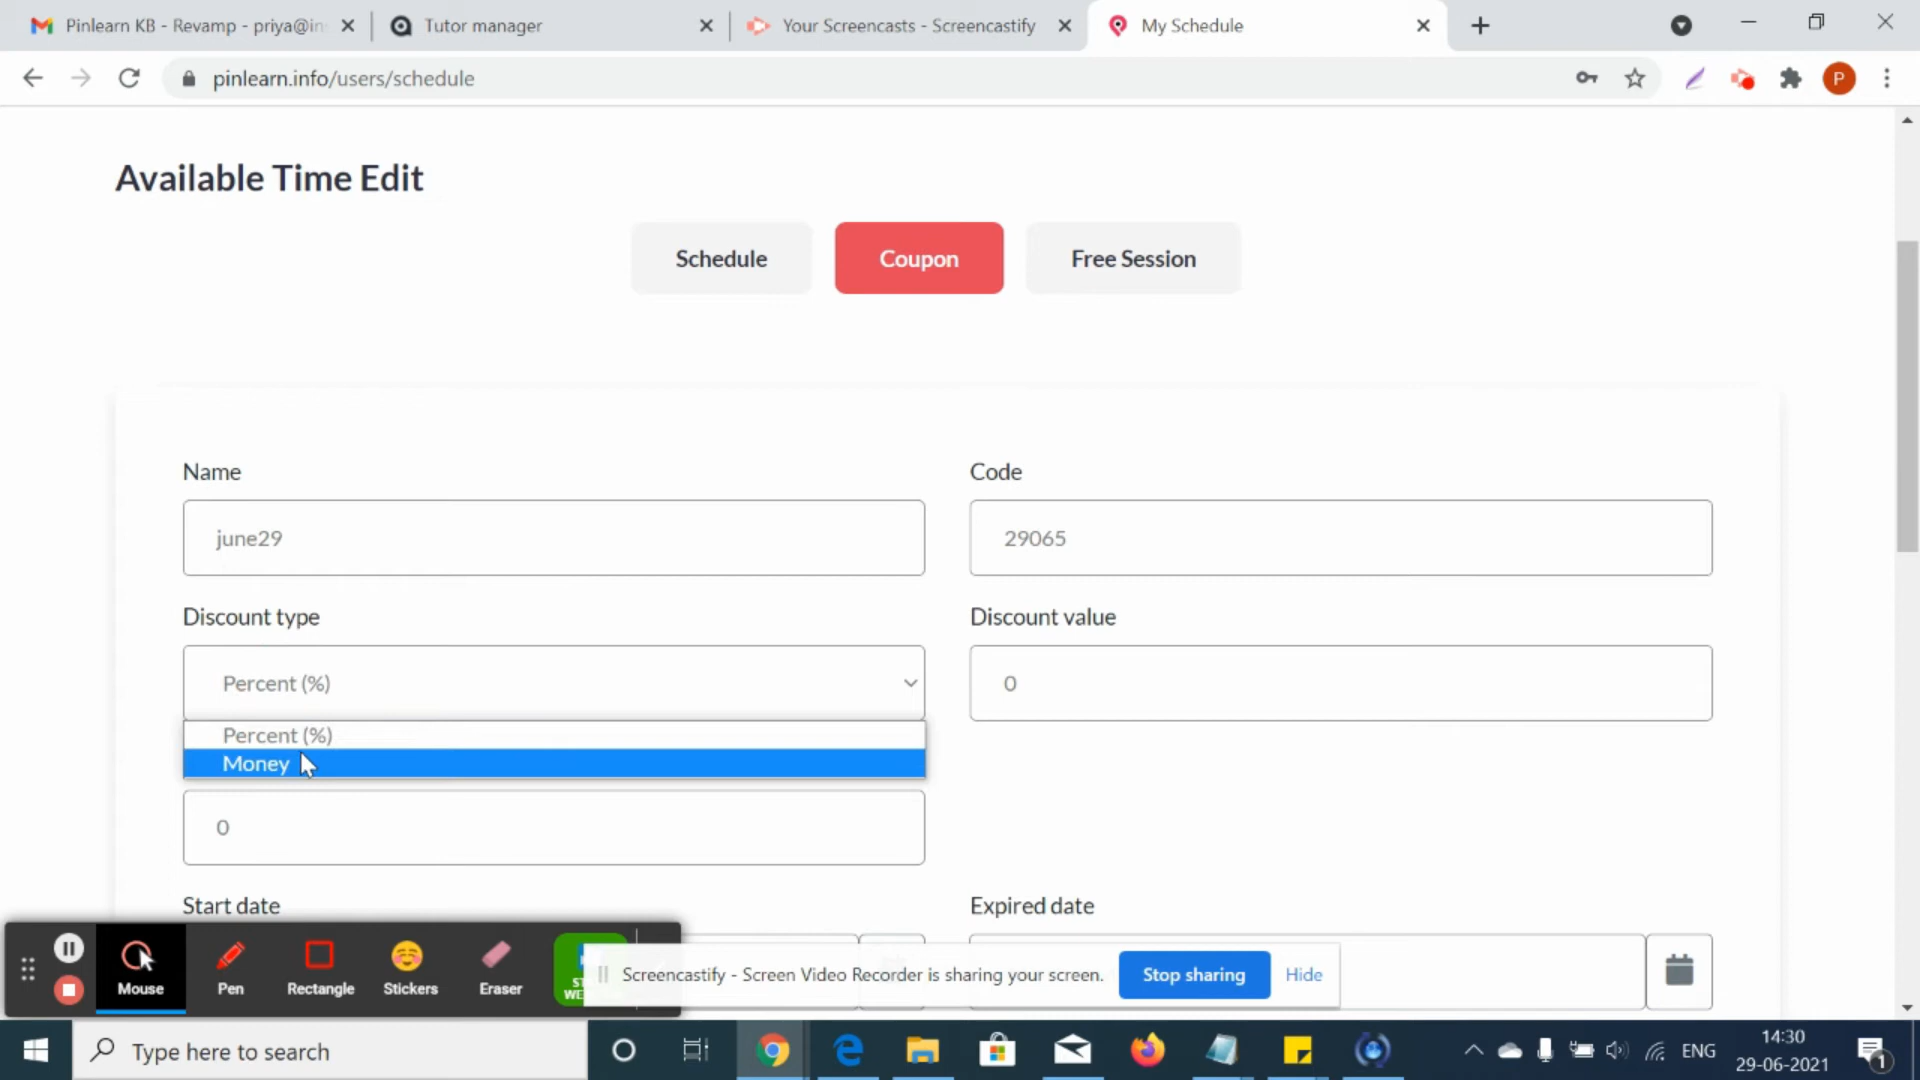 Pinlearn KB - Revamp - priya@in
Tutor manager
Your Screencasts - Screencastify
My Schedule
pinlearn.info/users/schedule
P
Available Time Edit
Schedule
Coupon
Free Session
Name
Code
june29
29065
Discount type
Discount value
Percent (%)
0
Percent (%)
Money
0
Start date
Expired date
Mouse
Pen
Rectangle
Stickers
Eraser
Screencastify - Screen Video Recorder is sharing your screen.
Stop sharing
Hide
Type here to search
ENG
14:30
29-06-2021
1